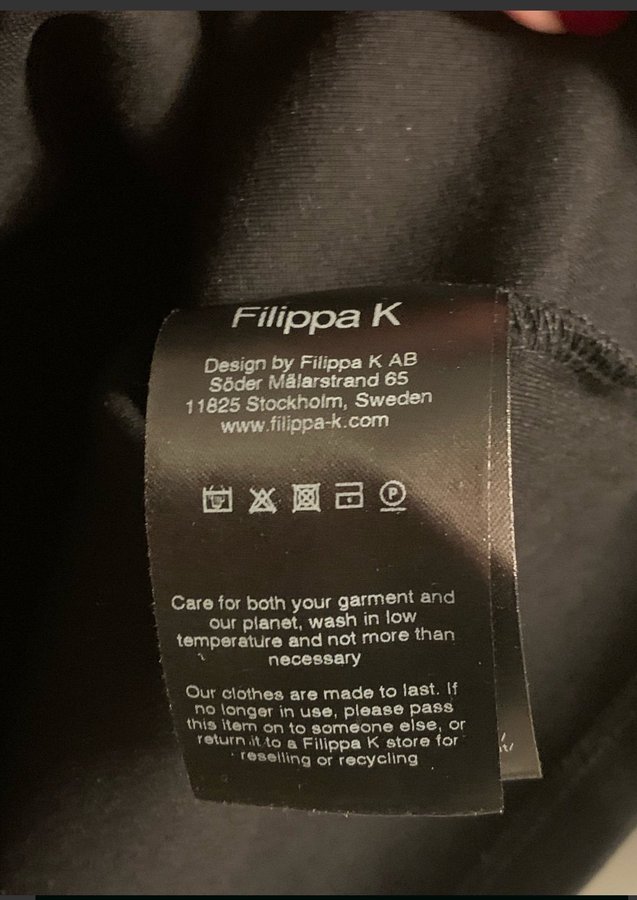 Filippa K
Design by Filippa K AB
Söder Mälarstrand 65
11825 Stockholm, Sweden
www.filippa-k.com
P
Care for both your garment and
our planet, wash in low
temperature and not more than
necessary
Our clothes are made to last. If
no longer in use, please pass
this item on to someone else, or
return it to a Filippa K store for
reselling or recycling